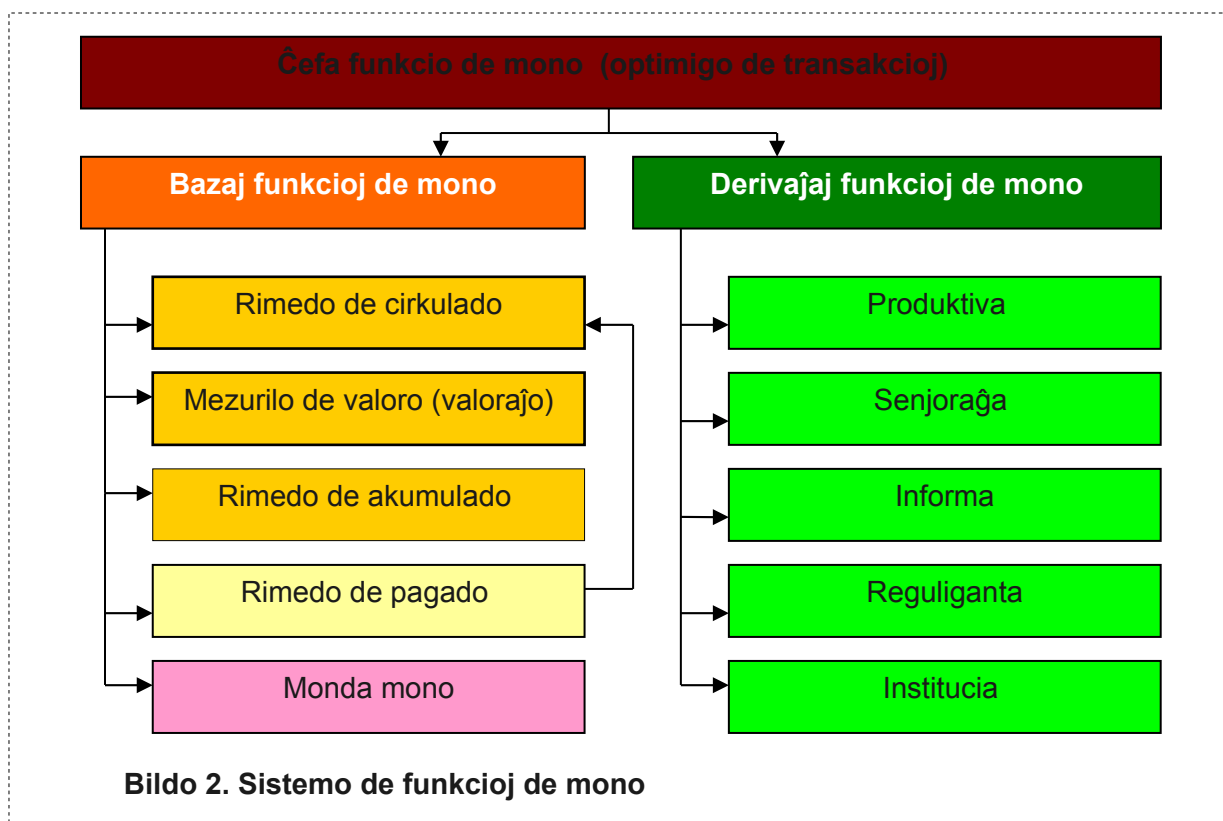 Ĉefa funkcio de mono (optimigo de transakcioj)
Bazaj funkcioj de mono
Rimedo de cirkulado
Mezurilo de valoro (valoraĵo)
Rimedo de akumulado
Rimedo de pagado
Monda mono
Derivaĵaj funkcioj de mono
Produktiva
Senjoraĝa
Informa
Reguliganta
Institucia
Bildo 2. Sistemo de funkcioj de mono